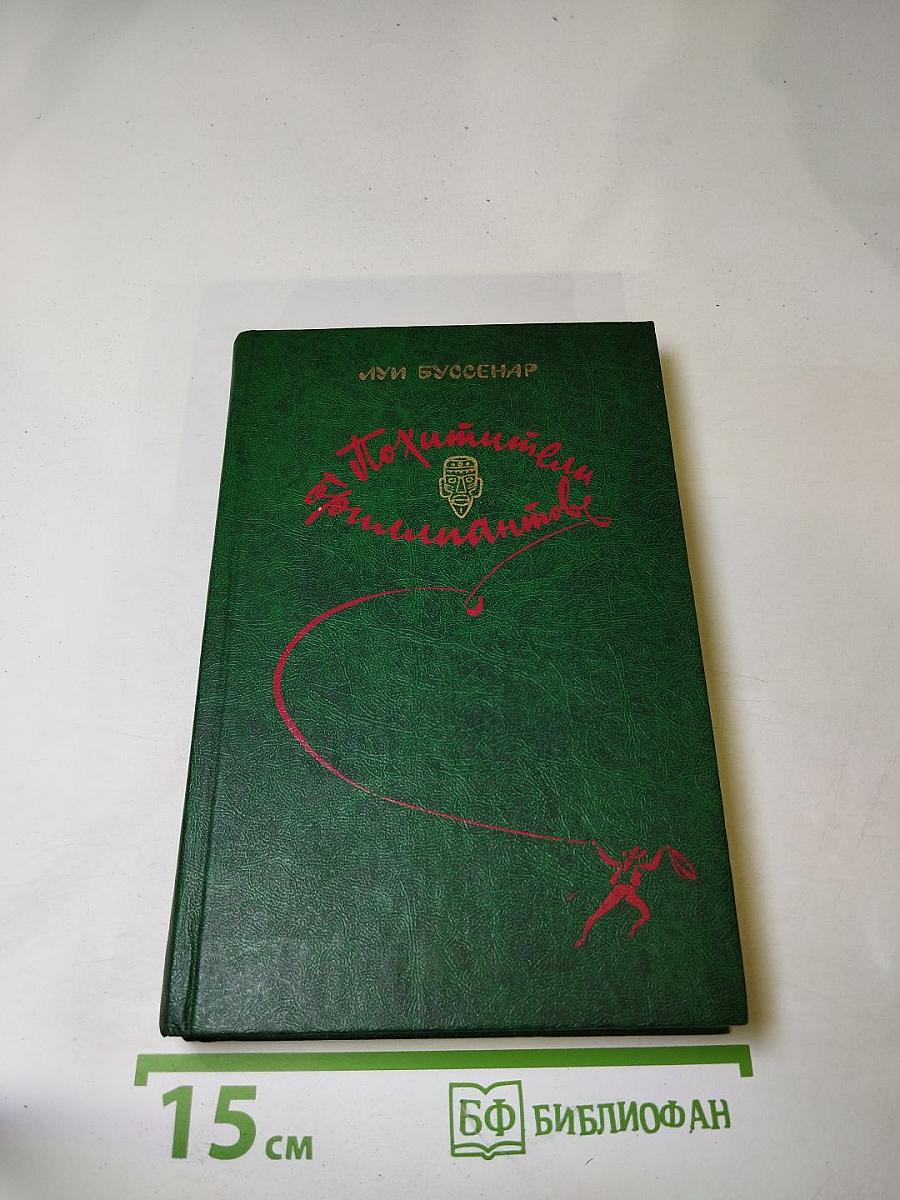 ЛУИ БУССЕНАР
Похитители
бриллиантов
15 см
БФ БИБЛИОФАН